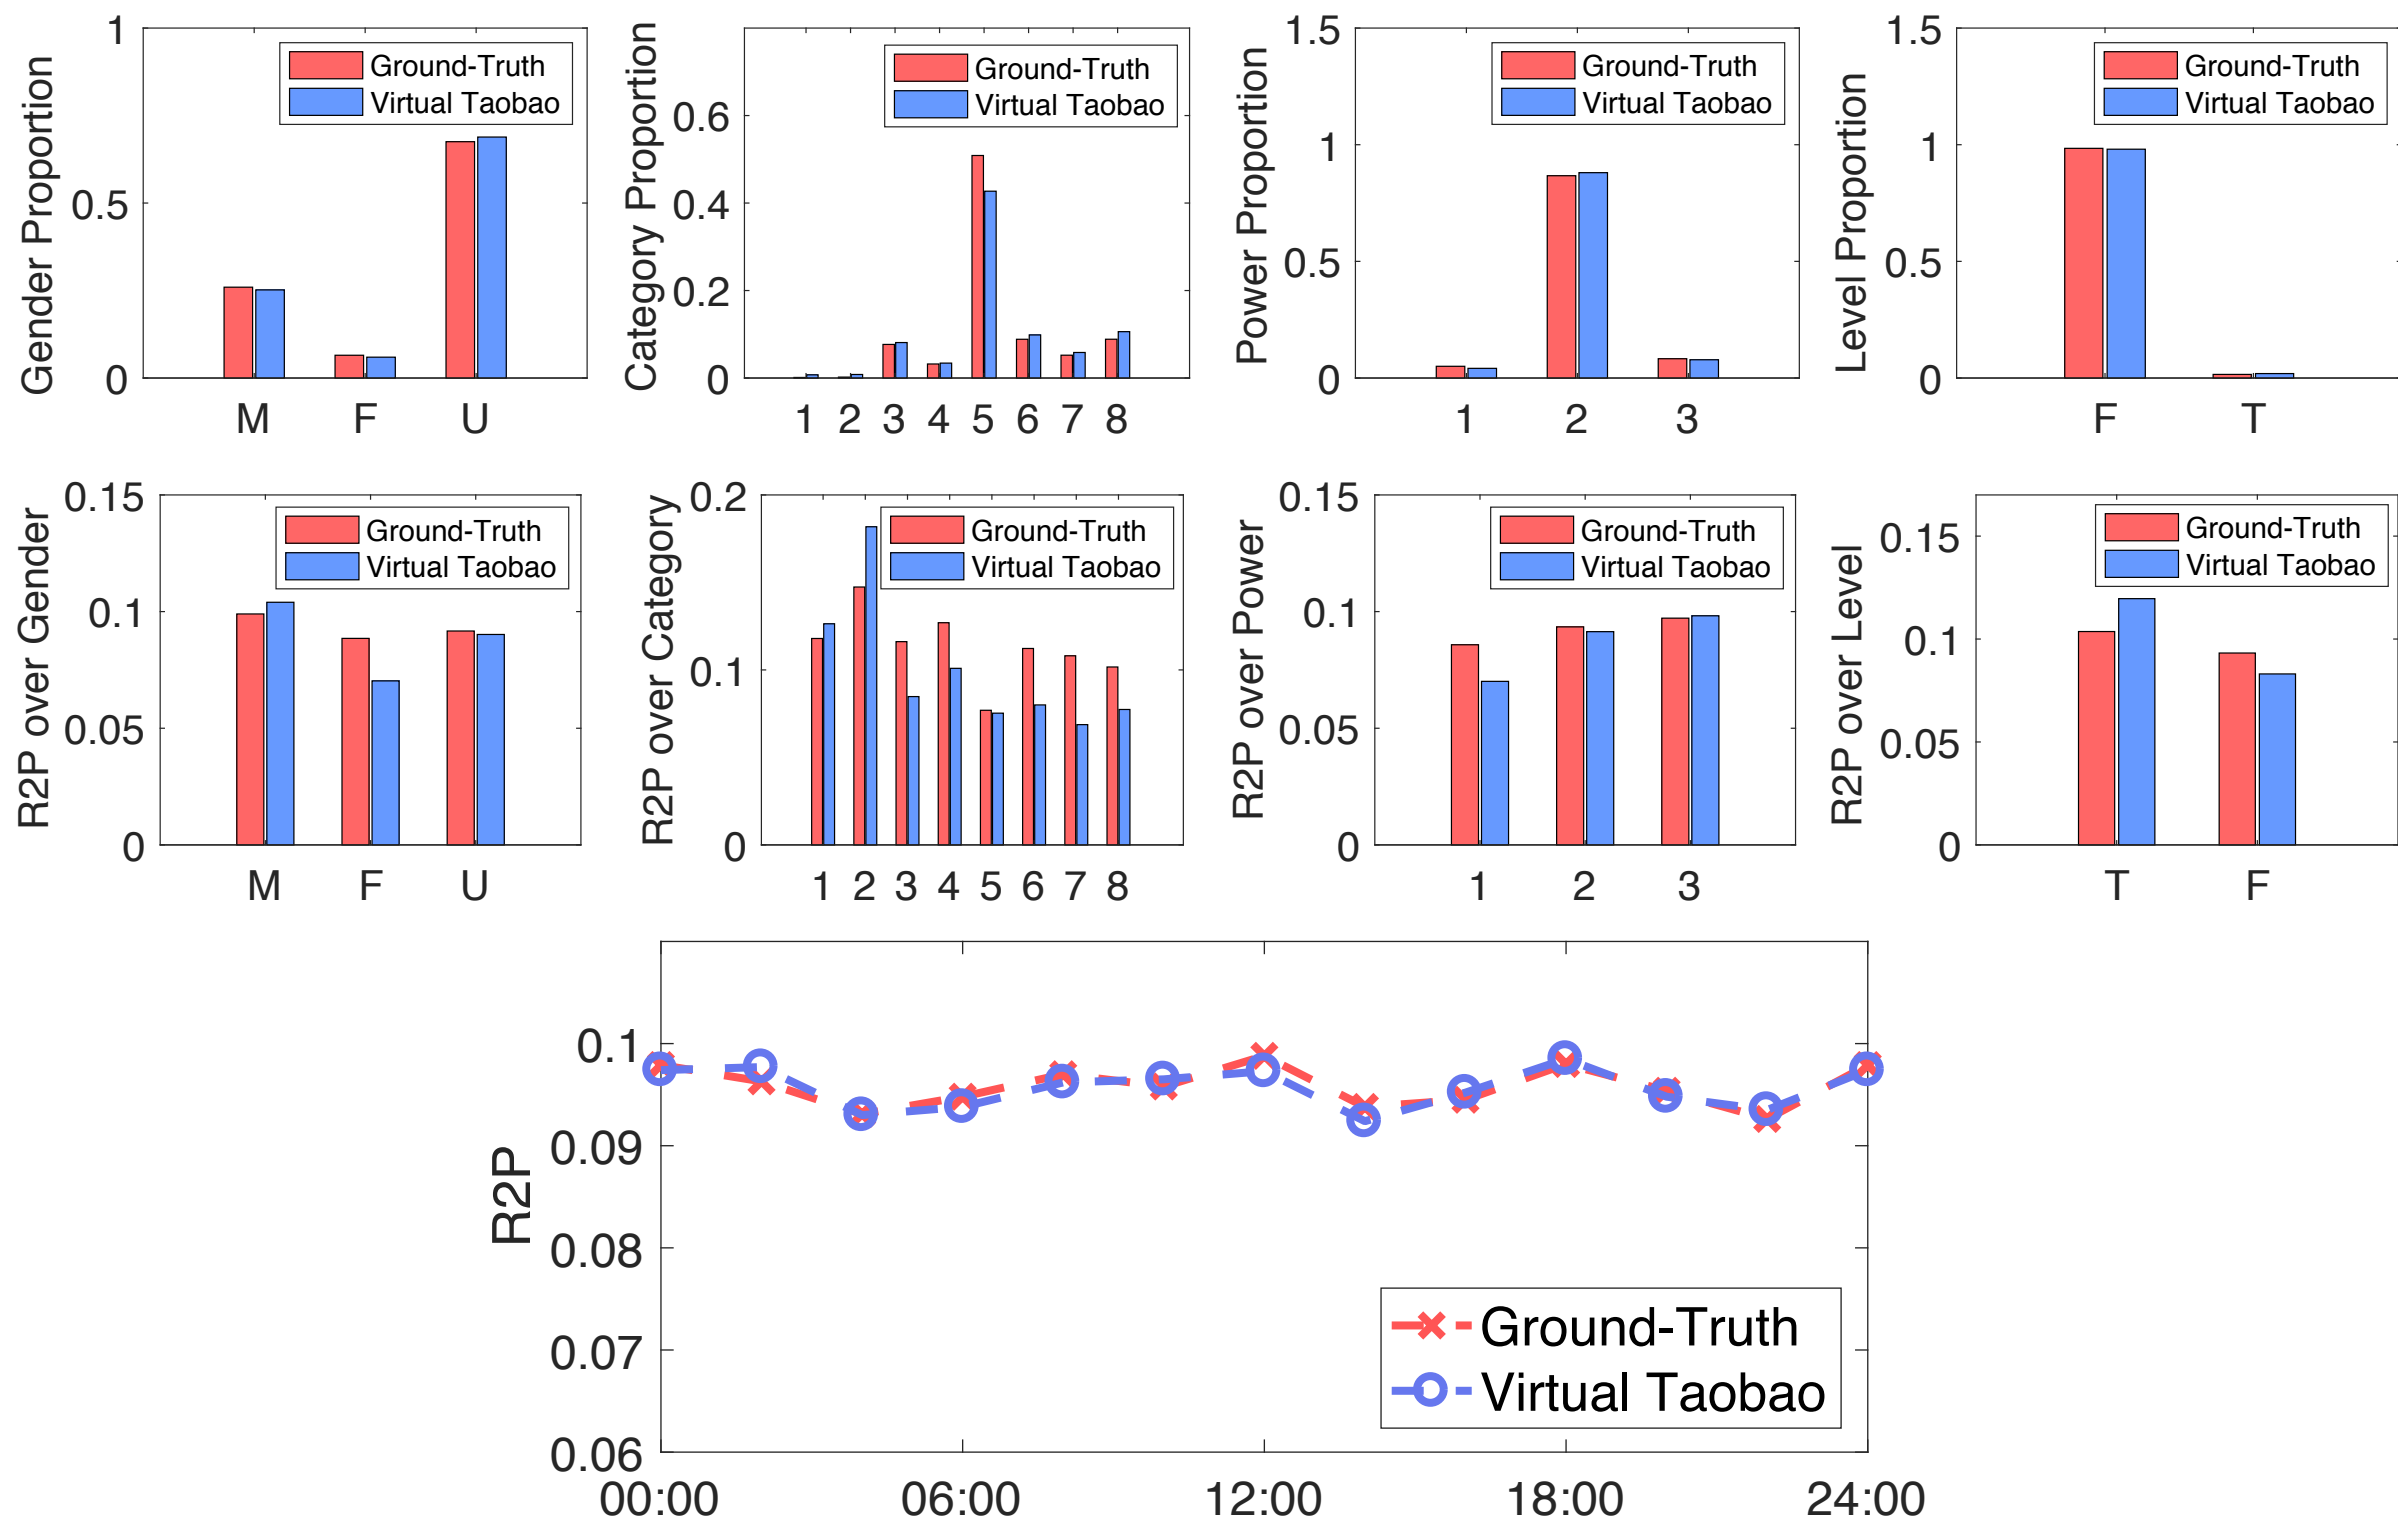 Gender Proportion
1
0.5
0
M F U
Ground-Truth
Virtual Taobao
Category Proportion
0.6
0.4
0.2
0
1 2 3 4 5 6 7 8
Ground-Truth
Virtual Taobao
Power Proportion
1.5
1
0.5
0
1 2 3
Ground-Truth
Virtual Taobao
Level Proportion
1.5
1
0.5
0
F T
Ground-Truth
Virtual Taobao
R2P over Gender
0.15
0.1
0.05
0
M F U
Ground-Truth
Virtual Taobao
R2P over Category
0.2
0.1
0
1 2 3 4 5 6 7 8
Ground-Truth
Virtual Taobao
R2P over Power
0.15
0.1
0.05
0
1 2 3
Ground-Truth
Virtual Taobao
R2P over Level
0.15
0.1
0.05
0
T F
Ground-Truth
Virtual Taobao
R2P
0.1
0.09
0.08
0.07
0.06
00:00 06:00 12:00 18:00 24:00
Ground-Truth
Virtual Taobao